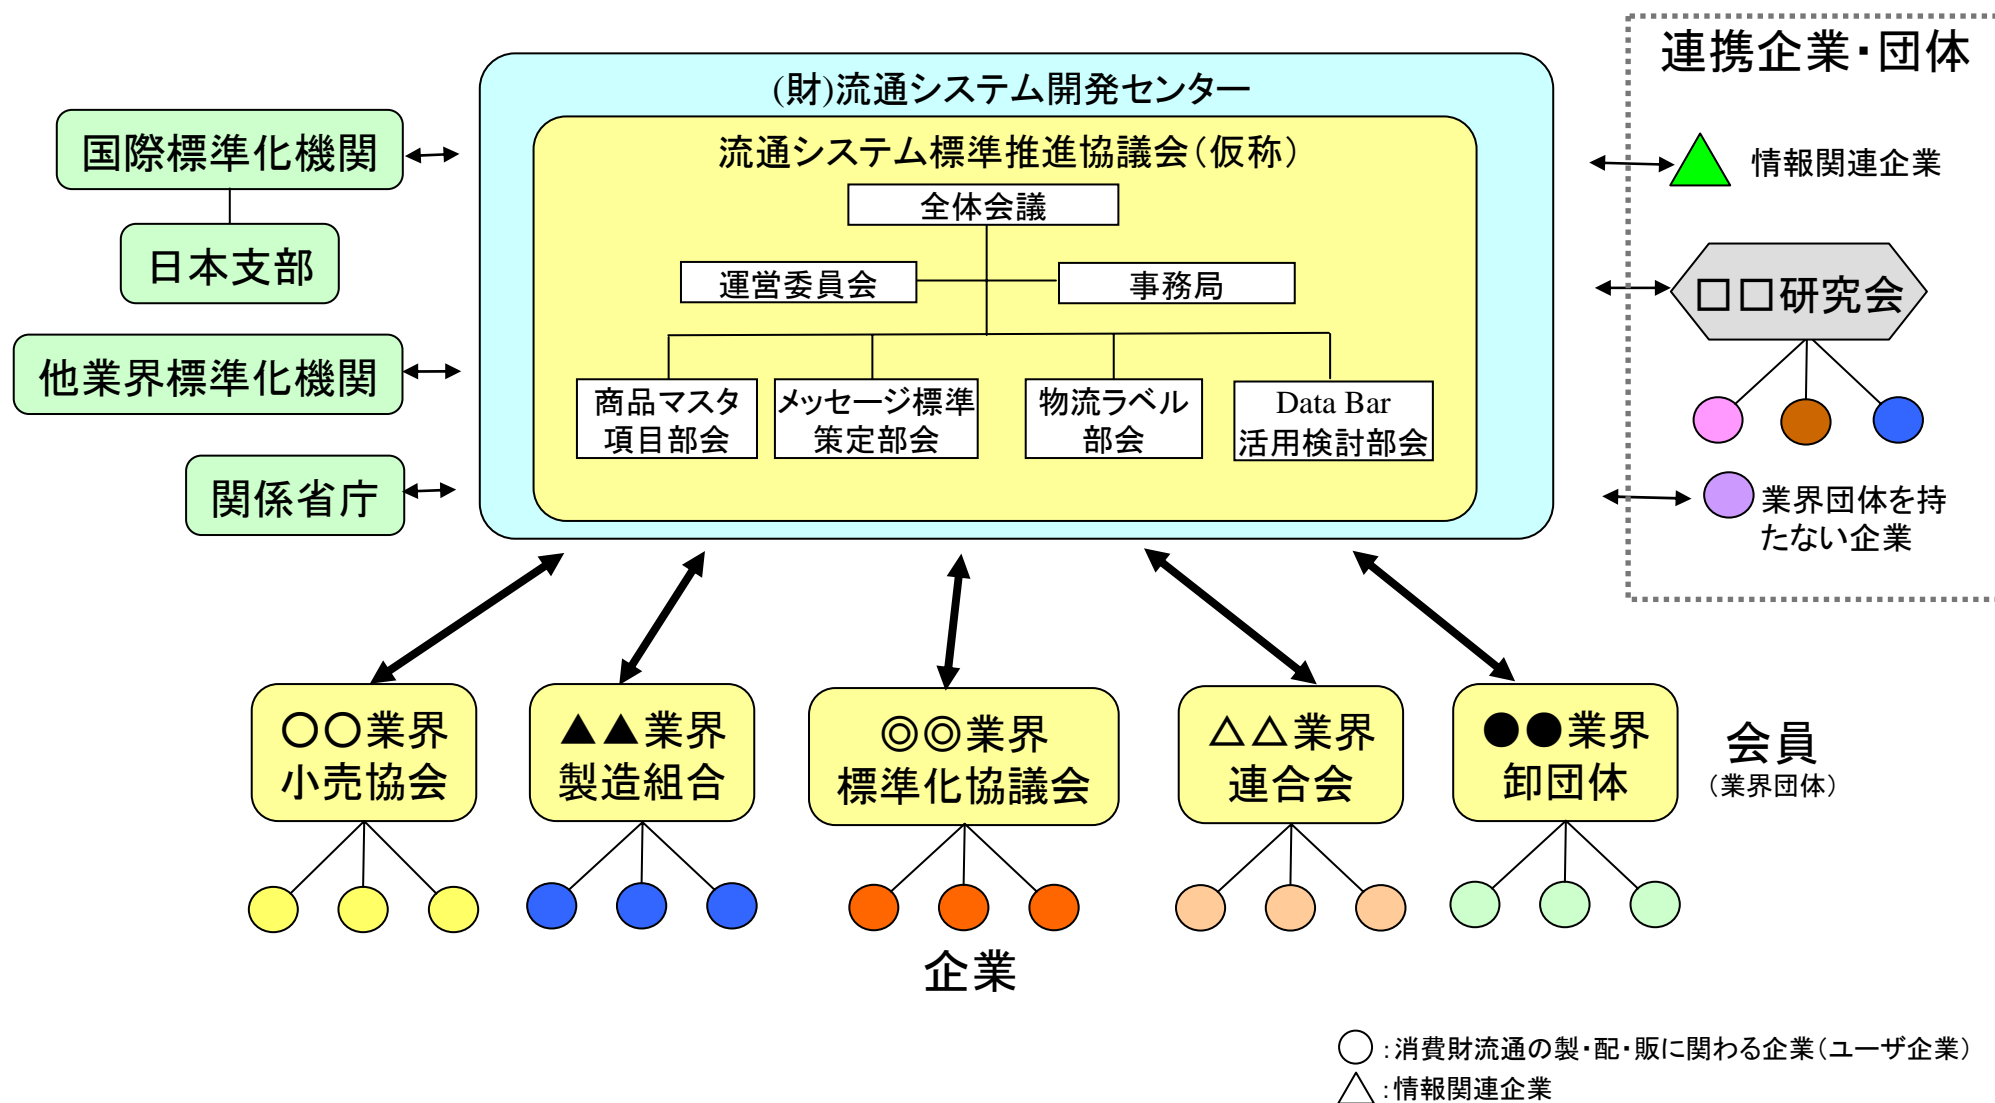 連携企業・団体
(財)流通システム開発センター
国際標準化機関
流通システム標準推進協議会(仮称)
情報関連企業
全体会議
日本支部
運営委員会
事務局
□□研究会
他業界標準化機関
商品マスタ
項目部会
メッセージ標準
策定部会
物流ラベル
部会
Data Bar
活用検討部会
関係省庁
業界団体を持
たない企業
○○業界
小売協会
▲▲業界
製造組合
◎◎業界
標準化協議会
△△業界
連合会
●●業界
卸団体
会員
(業界団体)
企業
:消費財流通の製・配・販に関わる企業(ユーザ企業)
:情報関連企業